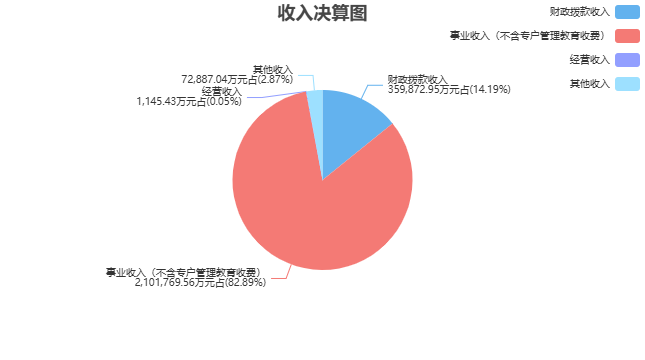 收入决算图
财政拨款收入
事业收入（不含专户管理教育收费）
经营收入
其他收入
其他收入
72,887.04万元占(2.87%)
经营收入
1,145.43万元占(0.05%)
财政拨款收入
359,872.95万元占(14.19%)
事业收入（不含专户管理教育收费）
2,101,769.56万元占(82.89%)